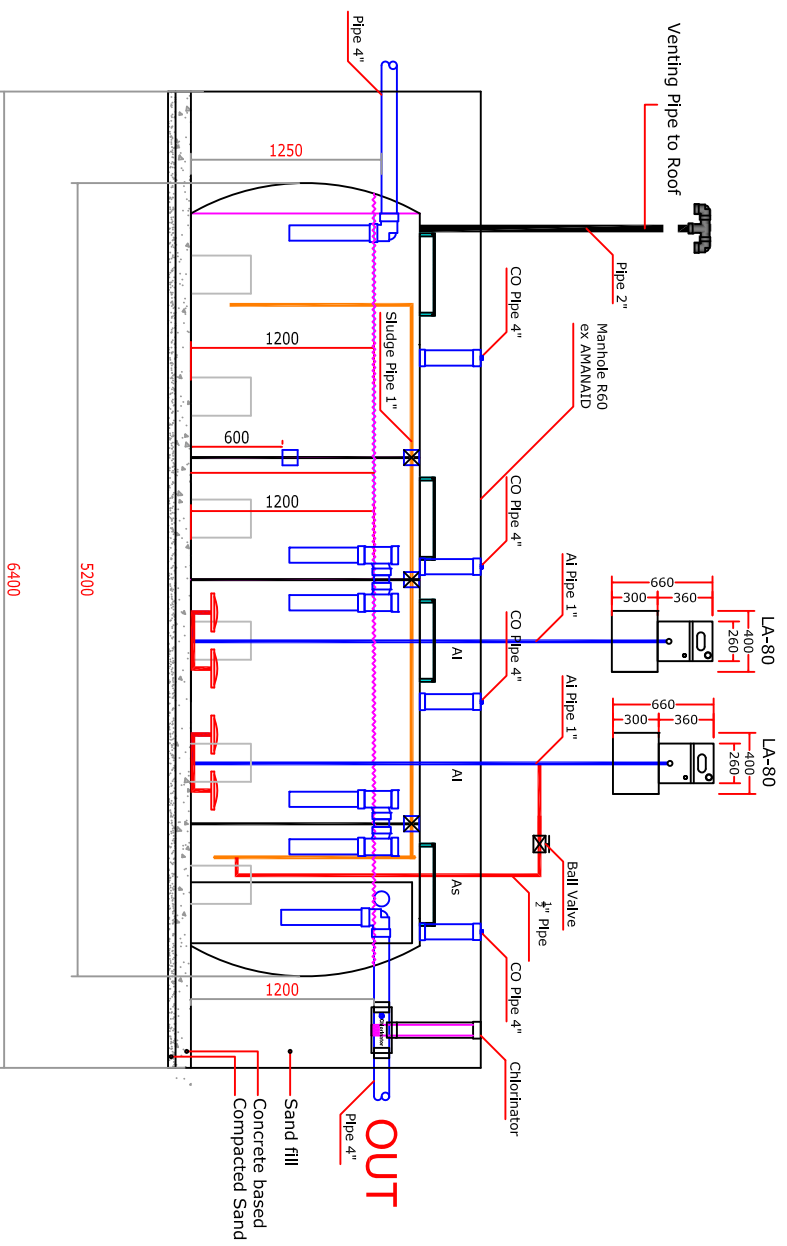 Venting Pipe to Roof
Pipe 4"
Pipe 2"
CO Pipe 4"
Manhole R60
ex AMANAID
CO Pipe 4"
Ai Pipe 1"
CO Pipe 4"
Ai Pipe 1"
LA-80
400
260
660
300
360
LA-80
400
260
660
300
360
Ball Valve
½" Pipe
CO Pipe 4"
Chlorinator
Sludge Pipe 1"
AI
AI
As
1250
1200
600
1200
1200
5200
6400
OUT
Pipe 4"
Sand fill
Concrete based
Compacted Sand